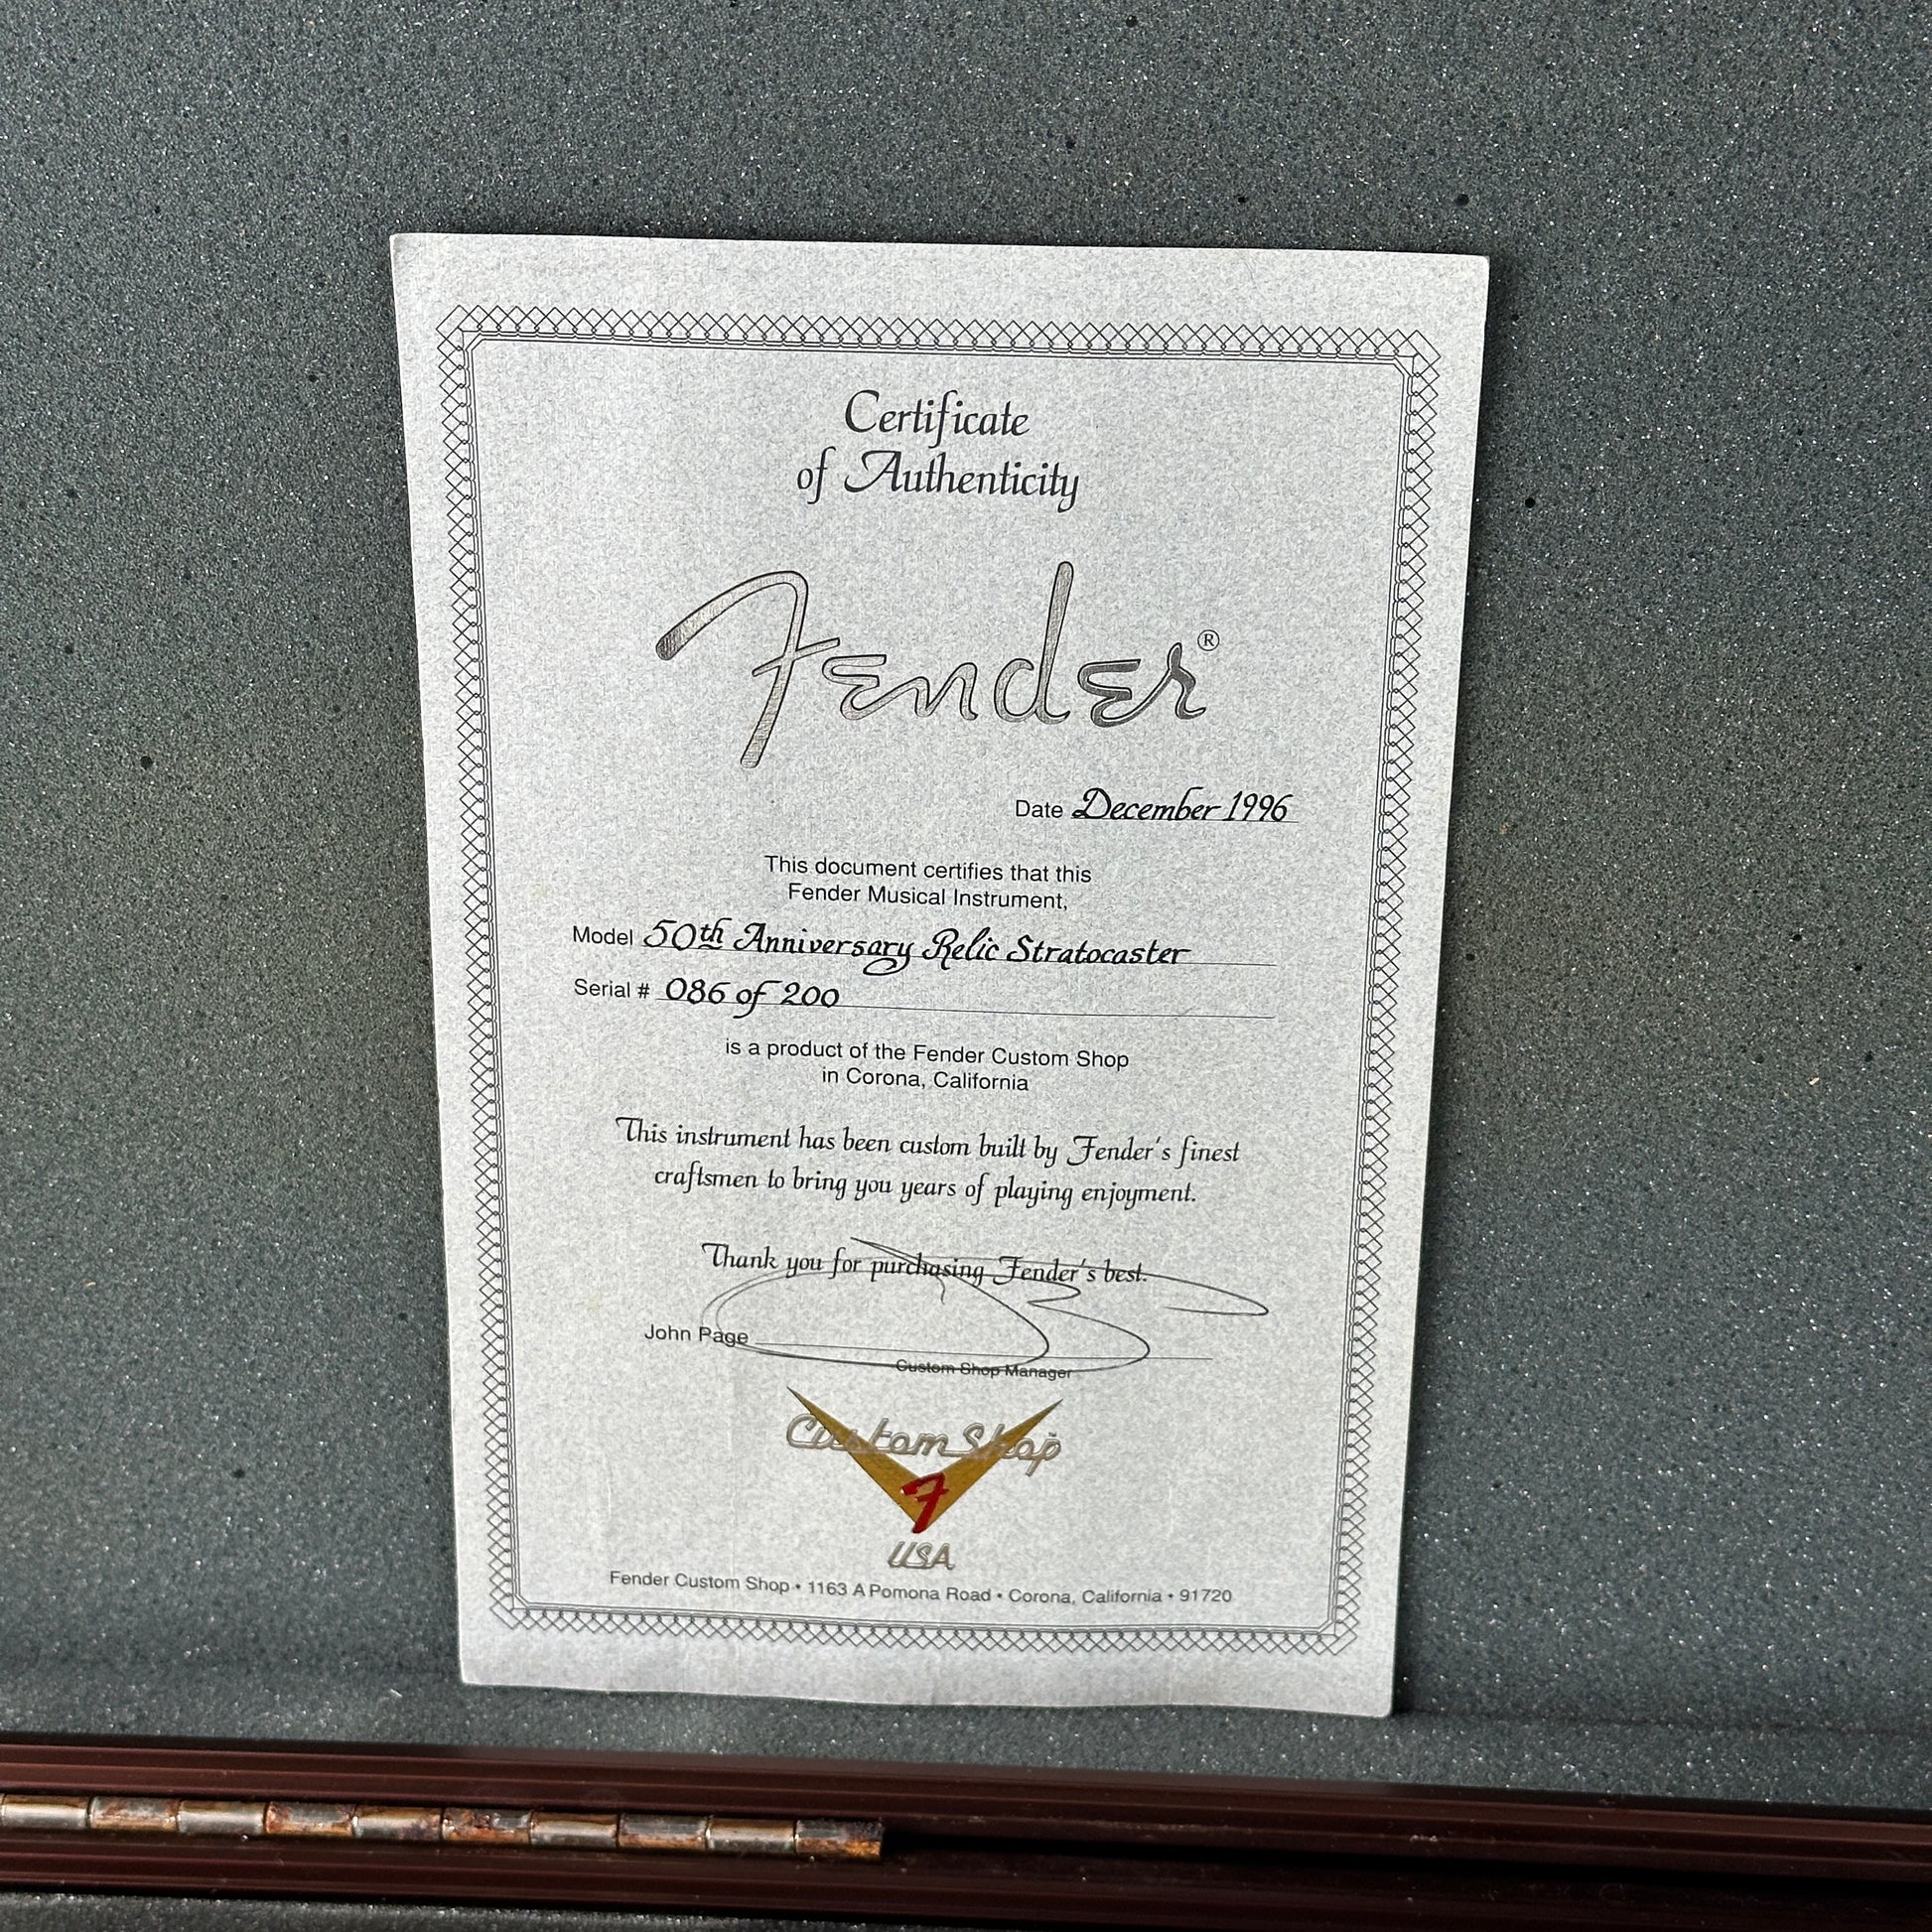 Certificate
of Authenticity
Fender®
Date December 1996
This document certifies that this
Fender Musical Instrument,
Model 50th Anniversary Relic Stratocaster
Serial # 086 of 200
is a product of the Fender Custom Shop
in Corona, California
This instrument has been custom built by Fender's finest
craftsmen to bring you years of playing enjoyment.
Thank you for purchasing Fender's best.
John Page
Custom Shop Manager
Custom Shop
F
USA
Fender Custom Shop • 1163 A Pomona Road • Corona, California • 91720